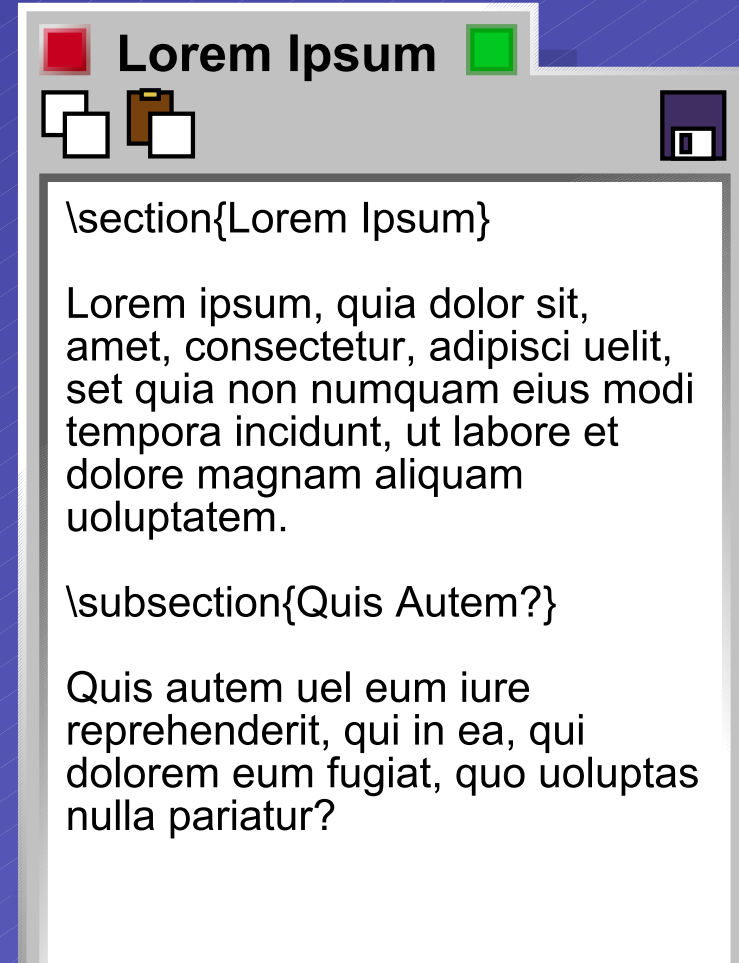 Lorem Ipsum
\section{Lorem Ipsum}
Lorem ipsum, quia dolor sit,
amet, consectetur, adipisci uelit,
set quia non numquam eius modi
tempora incidunt, ut labore et
dolore magnam aliquam
uoluptatem.
\subsection{Quis Autem?}
Quis autem uel eum iure
reprehenderit, qui in ea, qui
dolorem eum fugiat, quo uoluptas
nulla pariatur?